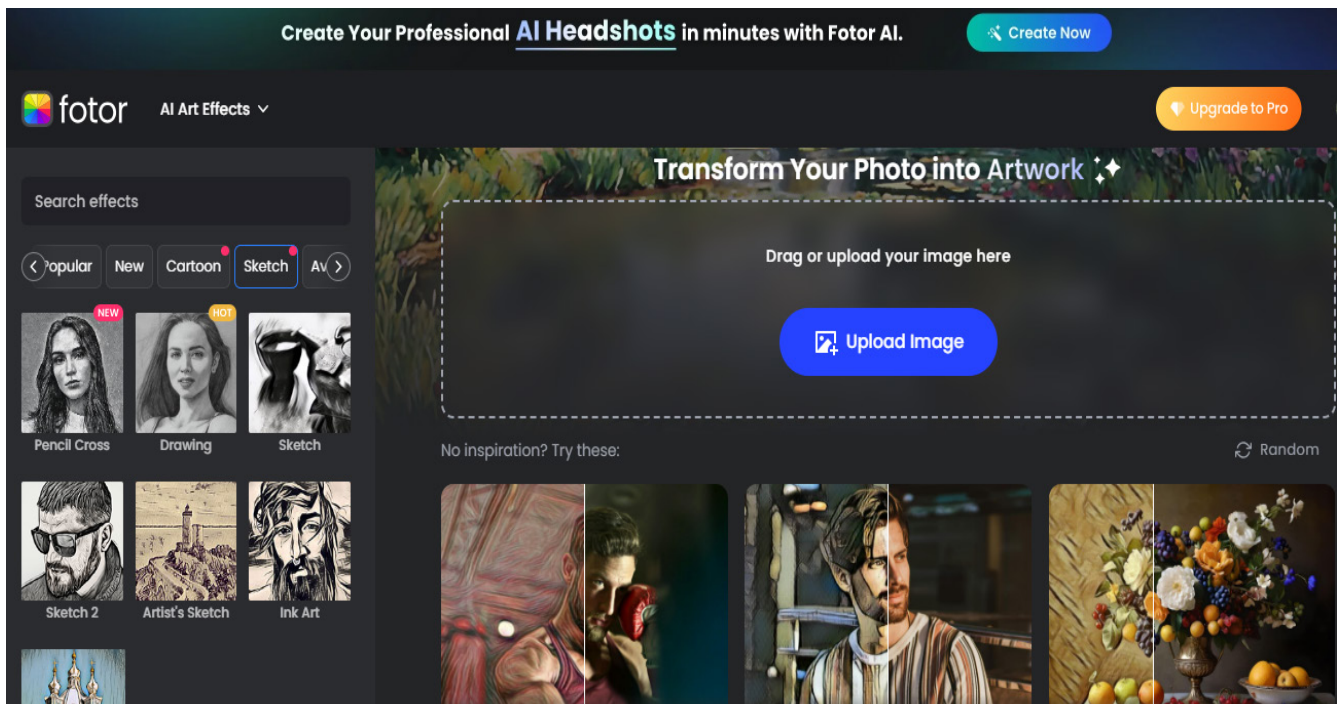 Create Your Professional AI Headshots in minutes with Fotor AI.
Create Now
fotor
AI Art Effects
Upgrade to Pro
Search effects
Popular
New
Cartoon
Sketch
Av
NEW
HOT
Pencil Cross
Drawing
Sketch
Sketch 2
Artist's Sketch
Ink Art
Transform Your Photo into Artwork
Drag or upload your image here
Upload Image
No inspiration? Try these:
Random